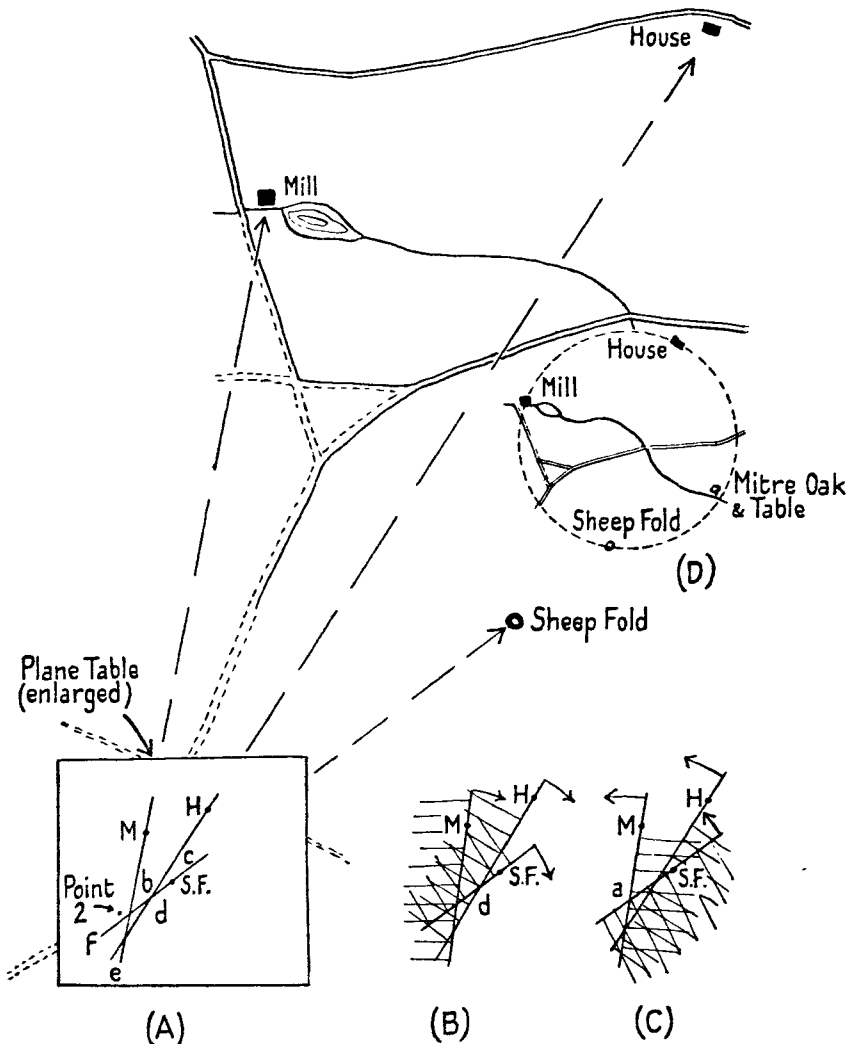 House
Mill
House
Mill
Mitre Oak
& Table
Sheep Fold
(D)
Sheep Fold
Plane Table
(enlarged)
H
M
c
b
S.F.
Point
2
d
F
e
(A)
H
M
S.F.
d
(B)
H
M
S.F.
a
(C)